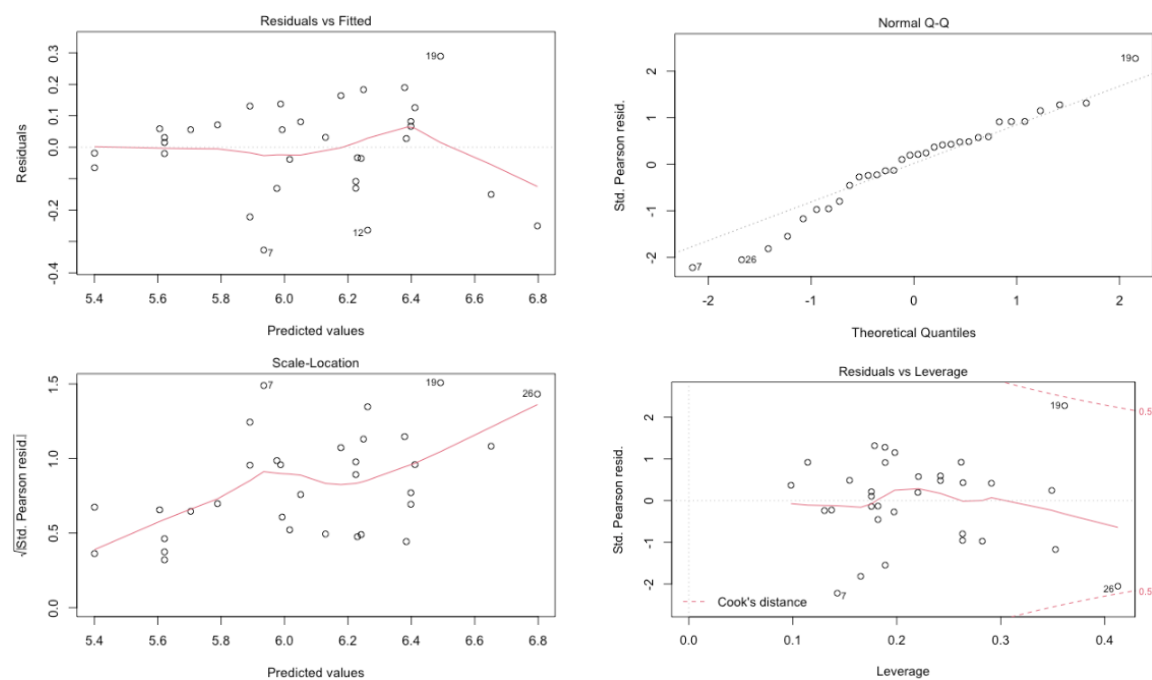 Residuals vs Fitted
Residuals
0.3
0.2
0.1
0.0
-0.2
-0.4
19
12
7
5.4 5.6 5.8 6.0 6.2 6.4 6.6 6.8
Predicted values
Normal Q-Q
Std. Pearson resid.
2
1
0
-1
-2
19
7
26
-2 -1 0 1 2
Theoretical Quantiles
Scale-Location
√|Std. Pearson resid.|
1.5
1.0
0.5
0.0
7
19
26
5.4 5.6 5.8 6.0 6.2 6.4 6.6 6.8
Predicted values
Residuals vs Leverage
Std. Pearson resid.
2
1
0
-1
-2
19
0.5
26
0.5
7
Cook's distance
0.0 0.1 0.2 0.3 0.4
Leverage